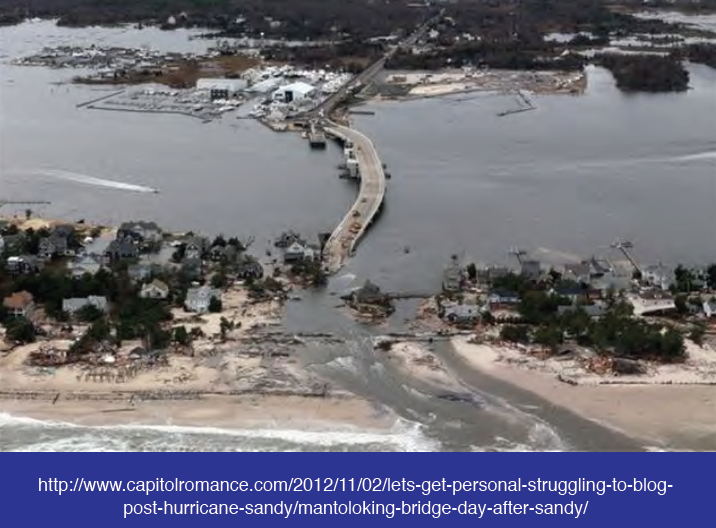 http://www.capitolromance.com/2012/11/02/lets-get-personal-struggling-to-blog-
post-hurricane-sandy/mantoloking-bridge-day-after-sandy/